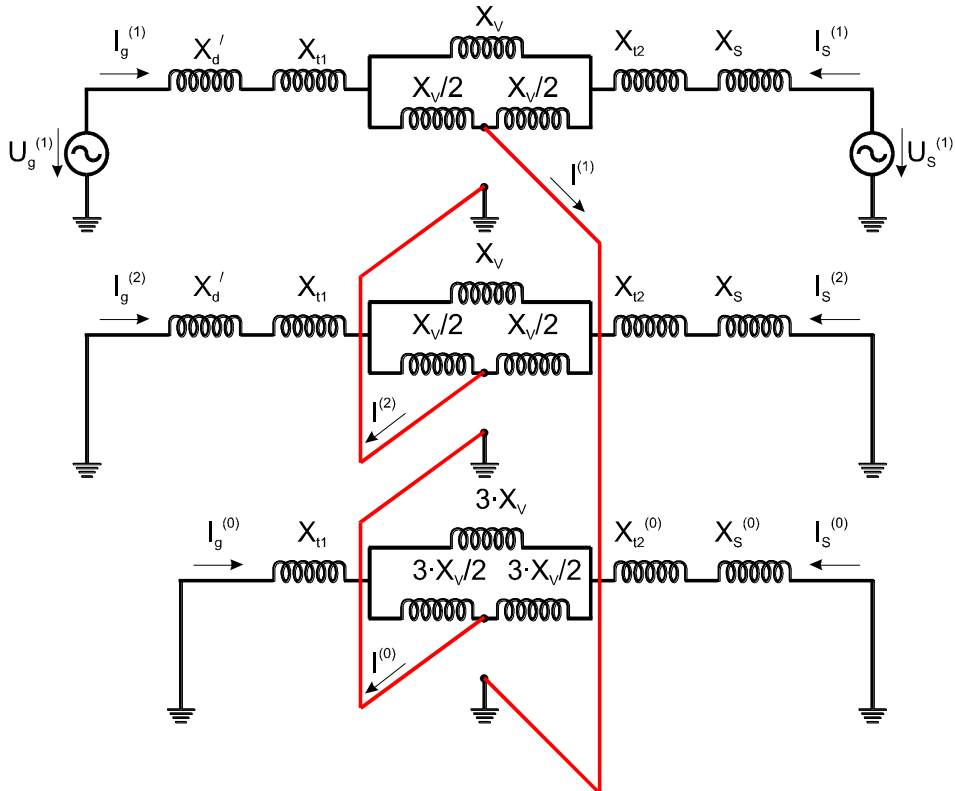 X_V
I_g^(1) X_d^/ X_t1 X_t2 X_S I_S^(1)
X_V/2 X_V/2
U_g^(1) U_S^(1)
I^(1)
X_V
I_g^(2) X_d^/ X_t1 X_t2 X_S I_S^(2)
X_V/2 X_V/2
I^(2)
3·X_V
I_g^(0) X_t1 X_t2^(0) X_S^(0) I_S^(0)
3·X_V/2 3·X_V/2
I^(0)